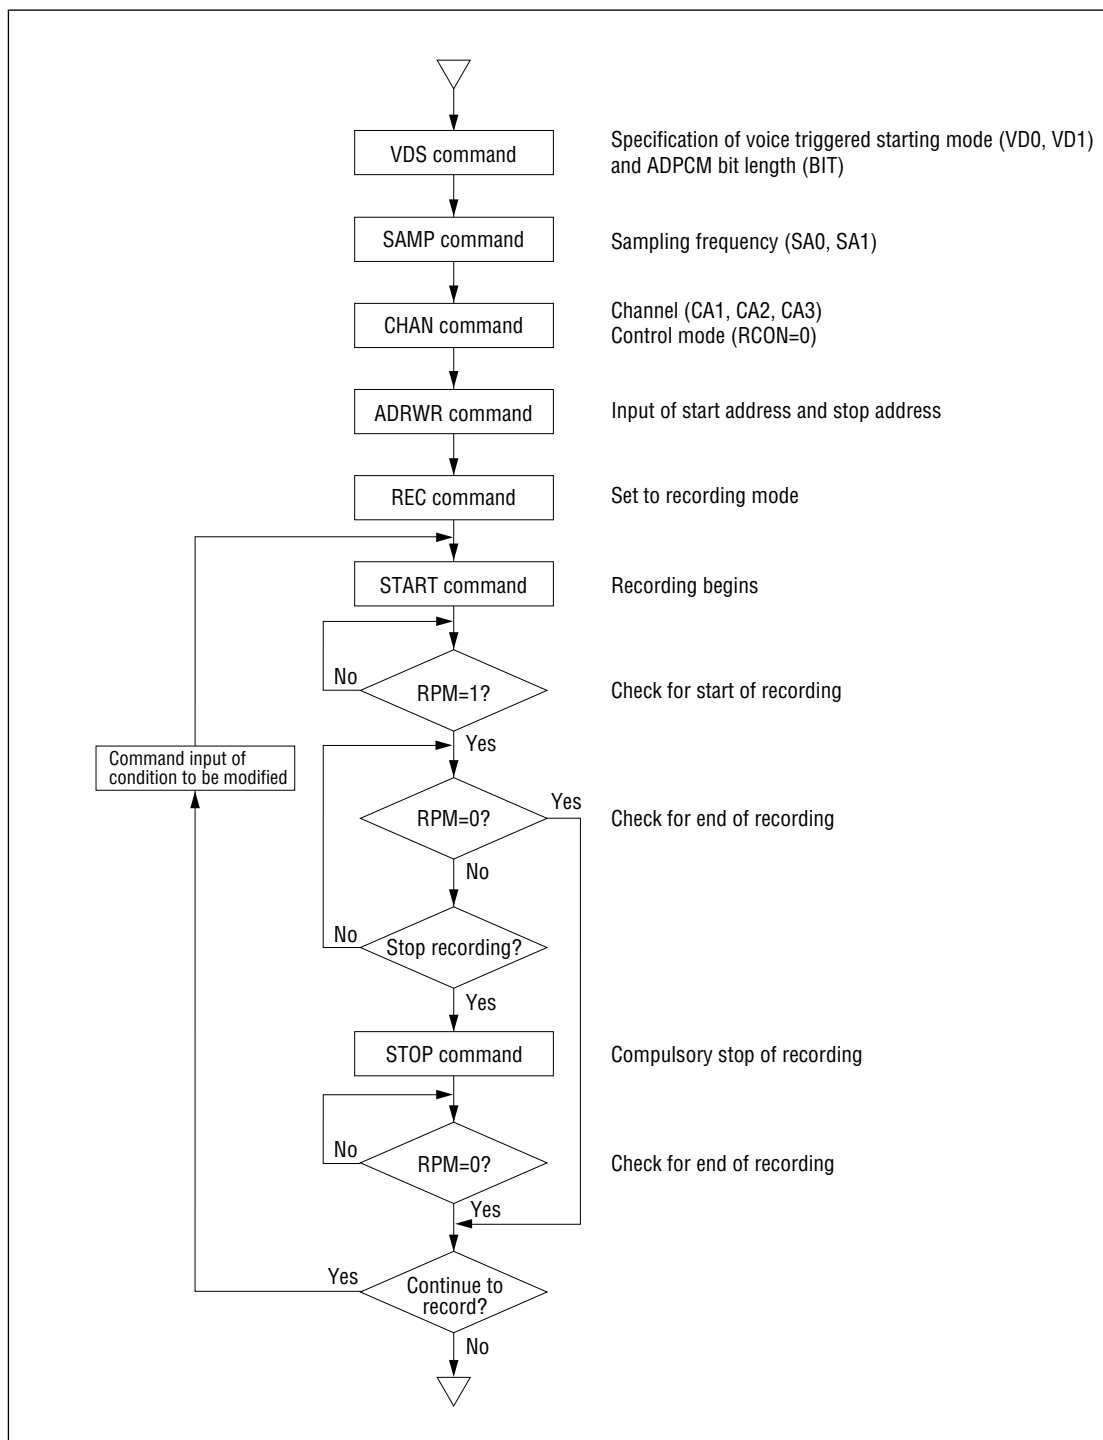 VDS command
Specification of voice triggered starting mode (VD0, VD1)
and ADPCM bit length (BIT)
SAMP command
Sampling frequency (SA0, SA1)
CHAN command
Channel (CA1, CA2, CA3)
Control mode (RCON=0)
ADRWR command
Input of start address and stop address
REC command
Set to recording mode
START command
Recording begins
No
RPM=1?
Check for start of recording
Yes
Command input of
condition to be modified
RPM=0?
Yes
Check for end of recording
No
No
Stop recording?
Yes
STOP command
Compulsory stop of recording
No
RPM=0?
Check for end of recording
Yes
Yes
Continue to
record?
No